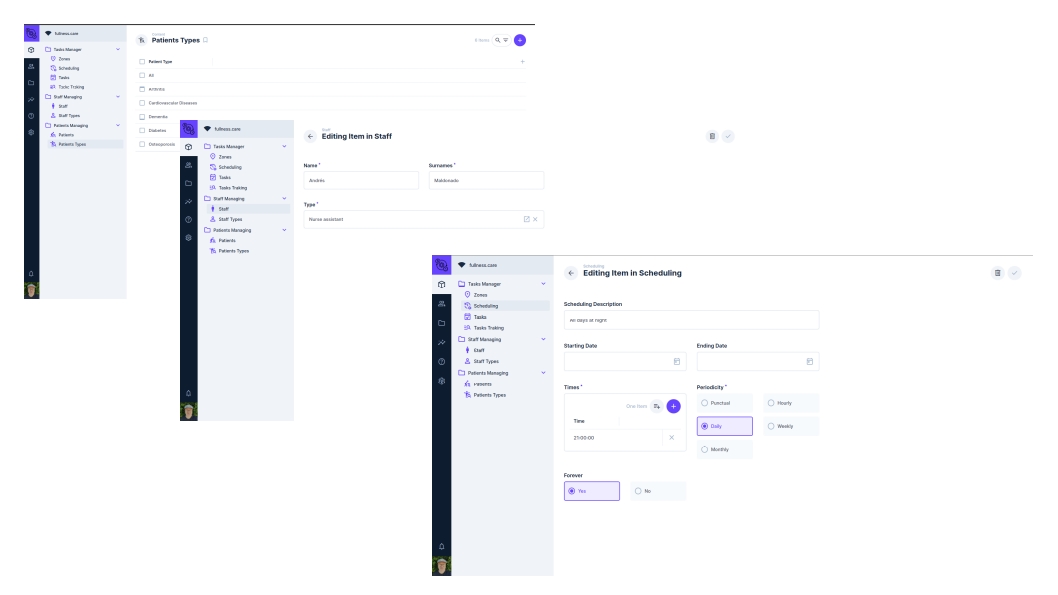 fullness.care
Tasks Manager
Zones
Scheduling
Tasks
Tasks Traking
Staff Managing
Staff
Staff Types
Patients Managing
Patients
Patients Types
Content
Patients Types
6 Items
Patient Type
All
Arthritis
Cardiovascular Diseases
Dementia
Diabetes
Osteoporosis
fullness.care
Tasks Manager
Zones
Scheduling
Tasks
Tasks Traking
Staff Managing
Staff
Staff Types
Patients Managing
Patients
Patients Types
Staff
Editing Item in Staff
Name *
Surnames *
Andrés
Maldonado
Type *
Nurse assistant
fullness.care
Tasks Manager
Zones
Scheduling
Tasks
Tasks Traking
Staff Managing
Staff
Staff Types
Patients Managing
Patients
Patients Types
Scheduling
Editing Item in Scheduling
Scheduling Description
days at night
Starting Date
Ending Date
Times *
Periodicity *
One Item
Punctual
Hourly
Time
Daily
Weekly
21:00:00
Monthly
Forever
Yes
No